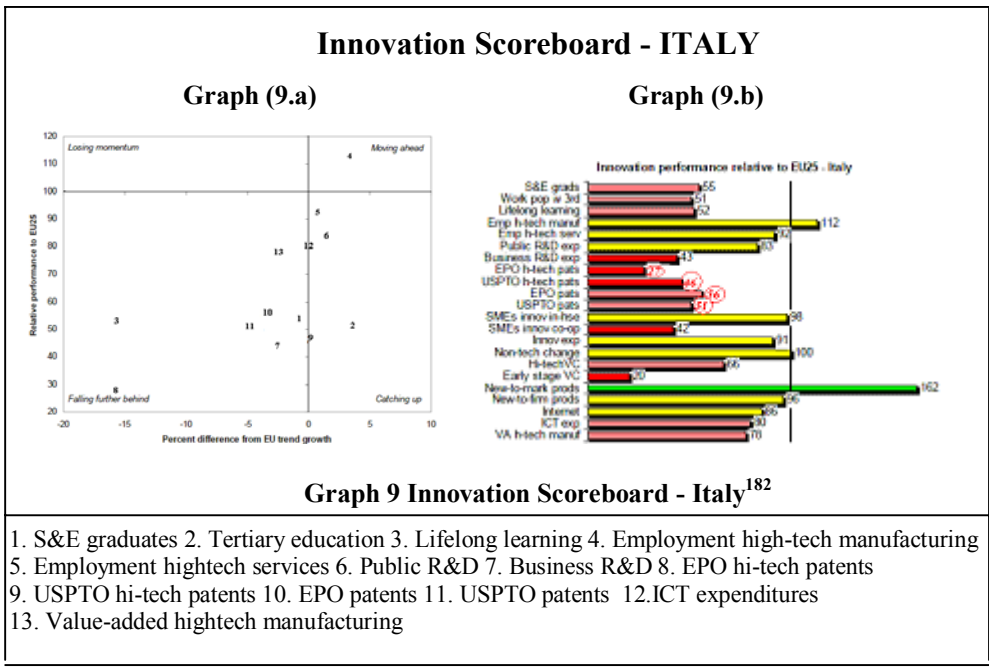 Innovation Scoreboard - ITALY
Graph (9.a)
Graph (9.b)
120
110
100
90
80
70
60
50
40
30
20
Relative performance to EU25
Losing momentum
Moving ahead
4
5
6
12
13
10
1
11
2
3
9
7
8
Falling further behind
Catching up
-20
-15
-10
-5
0
5
10
Percent difference from EU trend growth
Innovation performance relative to EU25 - Italy
S&E grads 55
Work pop w 3rd 51
Lifelong learning 52
Emp h-tech manuf 112
Emp h-tech serv 92
Public R&D exp 83
Business R&D exp 43
EPO h-tech pats 27
USPTO h-tech pats 46
EPO pats 56
USPTO pats 51
SMEs innov in-hse 98
SMEs innov co-op 42
Innov exp 91
Non-tech change 100
Hi-tech VC 66
Early stage VC 20
New-to-mark prods 162
New-to-firm prods 96
Internet 86
ICT exp 80
VA h-tech manuf 78
Graph 9 Innovation Scoreboard - Italy182
1. S&E graduates 2. Tertiary education 3. Lifelong learning 4. Employment high-tech manufacturing
5. Employment hightech services 6. Public R&D 7. Business R&D 8. EPO hi-tech patents
9. USPTO hi-tech patents 10. EPO patents 11. USPTO patents 12.ICT expenditures
13. Value-added hightech manufacturing